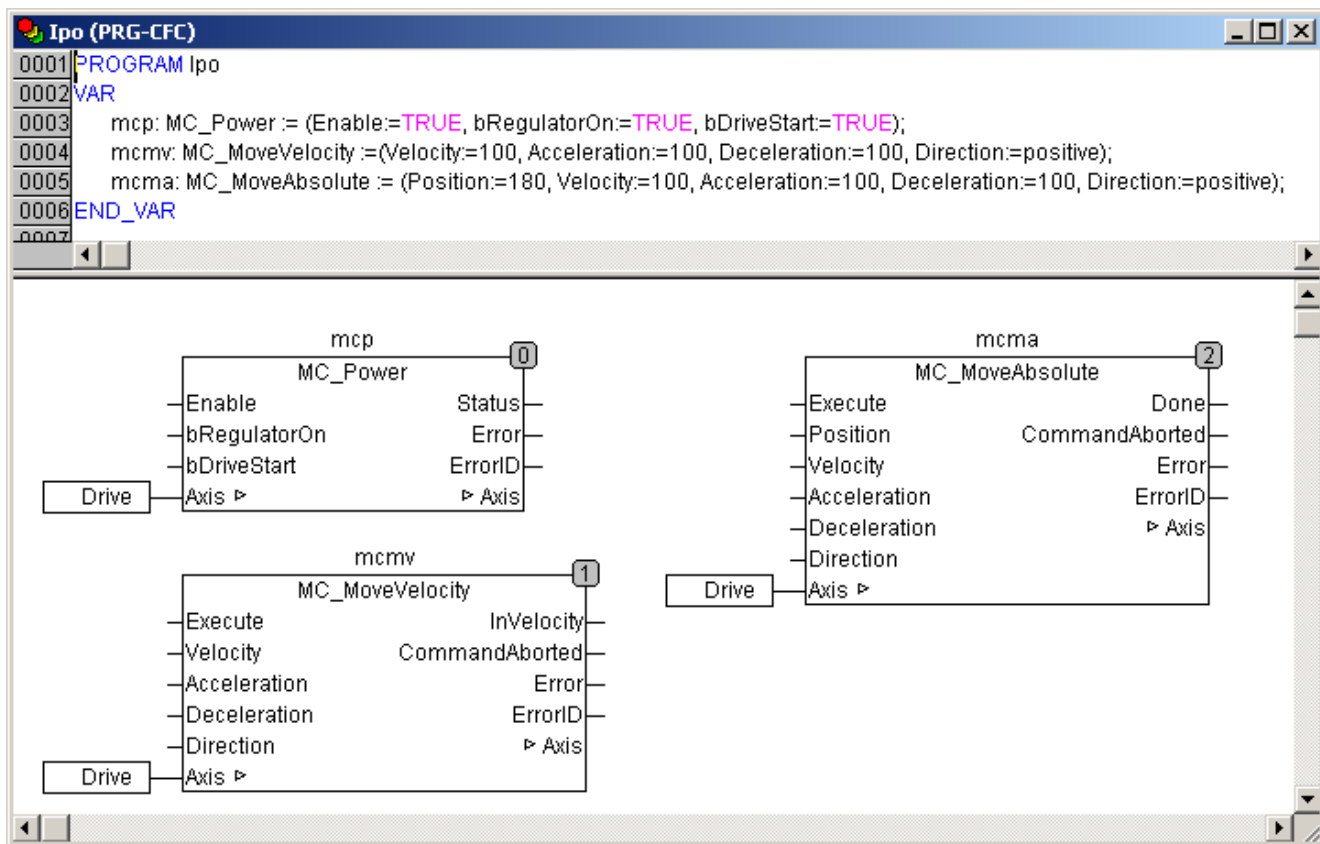 Ipo (PRG-CFC)
0001 PROGRAM Ipo
0002 VAR
0003 mcp: MC_Power := (Enable:=TRUE, bRegulatorOn:=TRUE, bDriveStart:=TRUE);
0004 mcmv: MC_MoveVelocity :=(Velocity:=100, Acceleration:=100, Deceleration:=100, Direction:=positive);
0005 mcma: MC_MoveAbsolute := (Position:=180, Velocity:=100, Acceleration:=100, Deceleration:=100, Direction:=positive);
0006 END_VAR
0007
mcp
0
MC_Power
Enable Status
bRegulatorOn Error
bDriveStart ErrorID
Drive Axis Axis
mcmv
1
MC_MoveVelocity
Execute InVelocity
Velocity CommandAborted
Acceleration Error
Deceleration ErrorID
Direction Axis
Drive Axis
mcma
2
MC_MoveAbsolute
Execute Done
Position CommandAborted
Velocity Error
Acceleration ErrorID
Deceleration Axis
Direction
Drive Axis